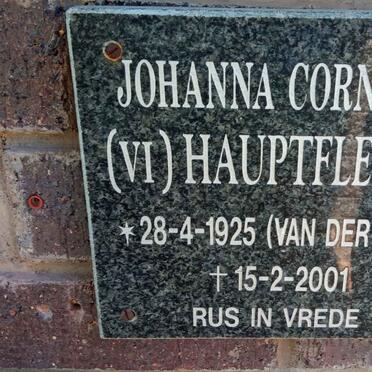 JOHANNA CORN
(VI) HAUPTFLE
* 28-4-1925 (VAN DER
† 15-2-2001
RUS IN VREDE